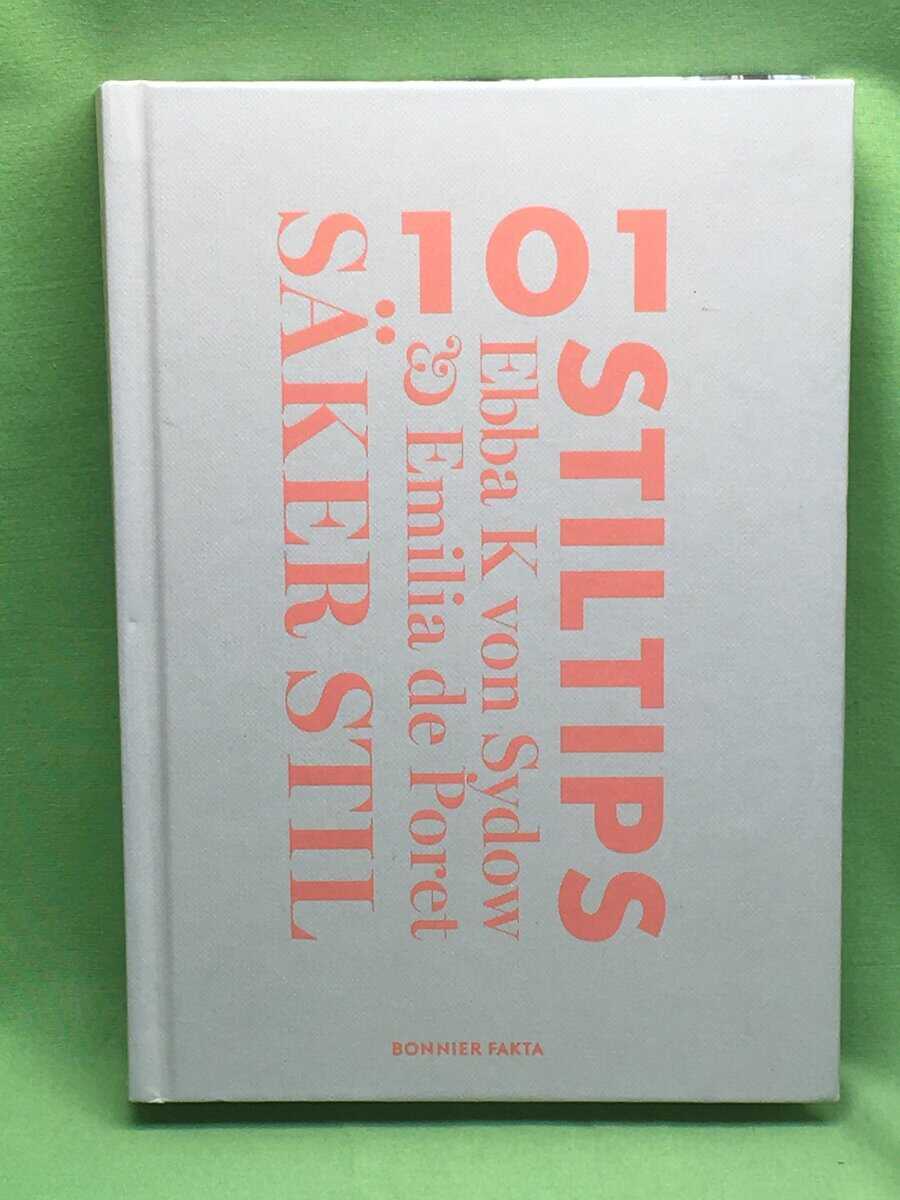 101
STILTIPS
Ebba K von Sydow
& Emilia de Poret
SÄKER STIL
BONNIER FAKTA